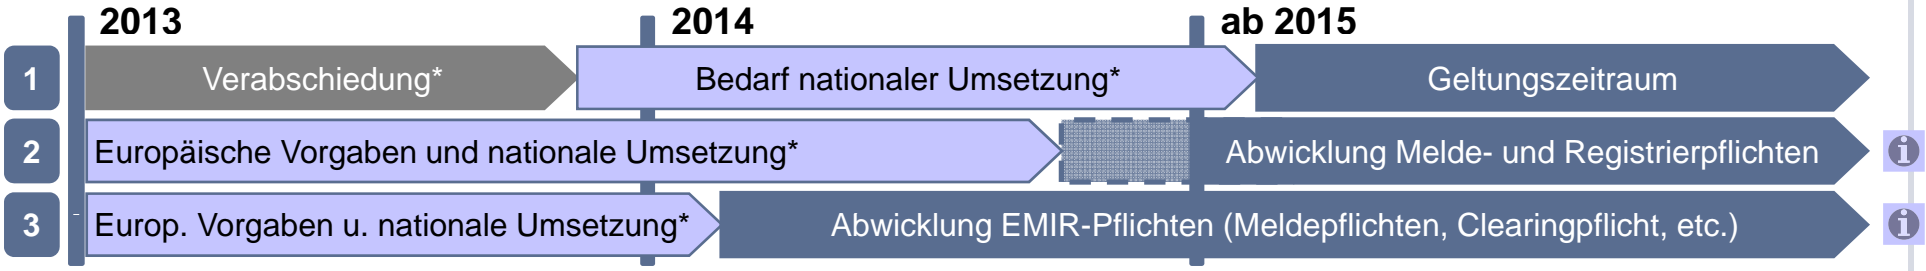 2013 2014 ab 2015
1 Verabschiedung* Bedarf nationaler Umsetzung* Geltungszeitraum
2 Europäische Vorgaben und nationale Umsetzung* Abwicklung Melde- und Registrierpflichten i
3 Europ. Vorgaben u. nationale Umsetzung* Abwicklung EMIR-Pflichten (Meldepflichten, Clearingpflicht, etc.) i